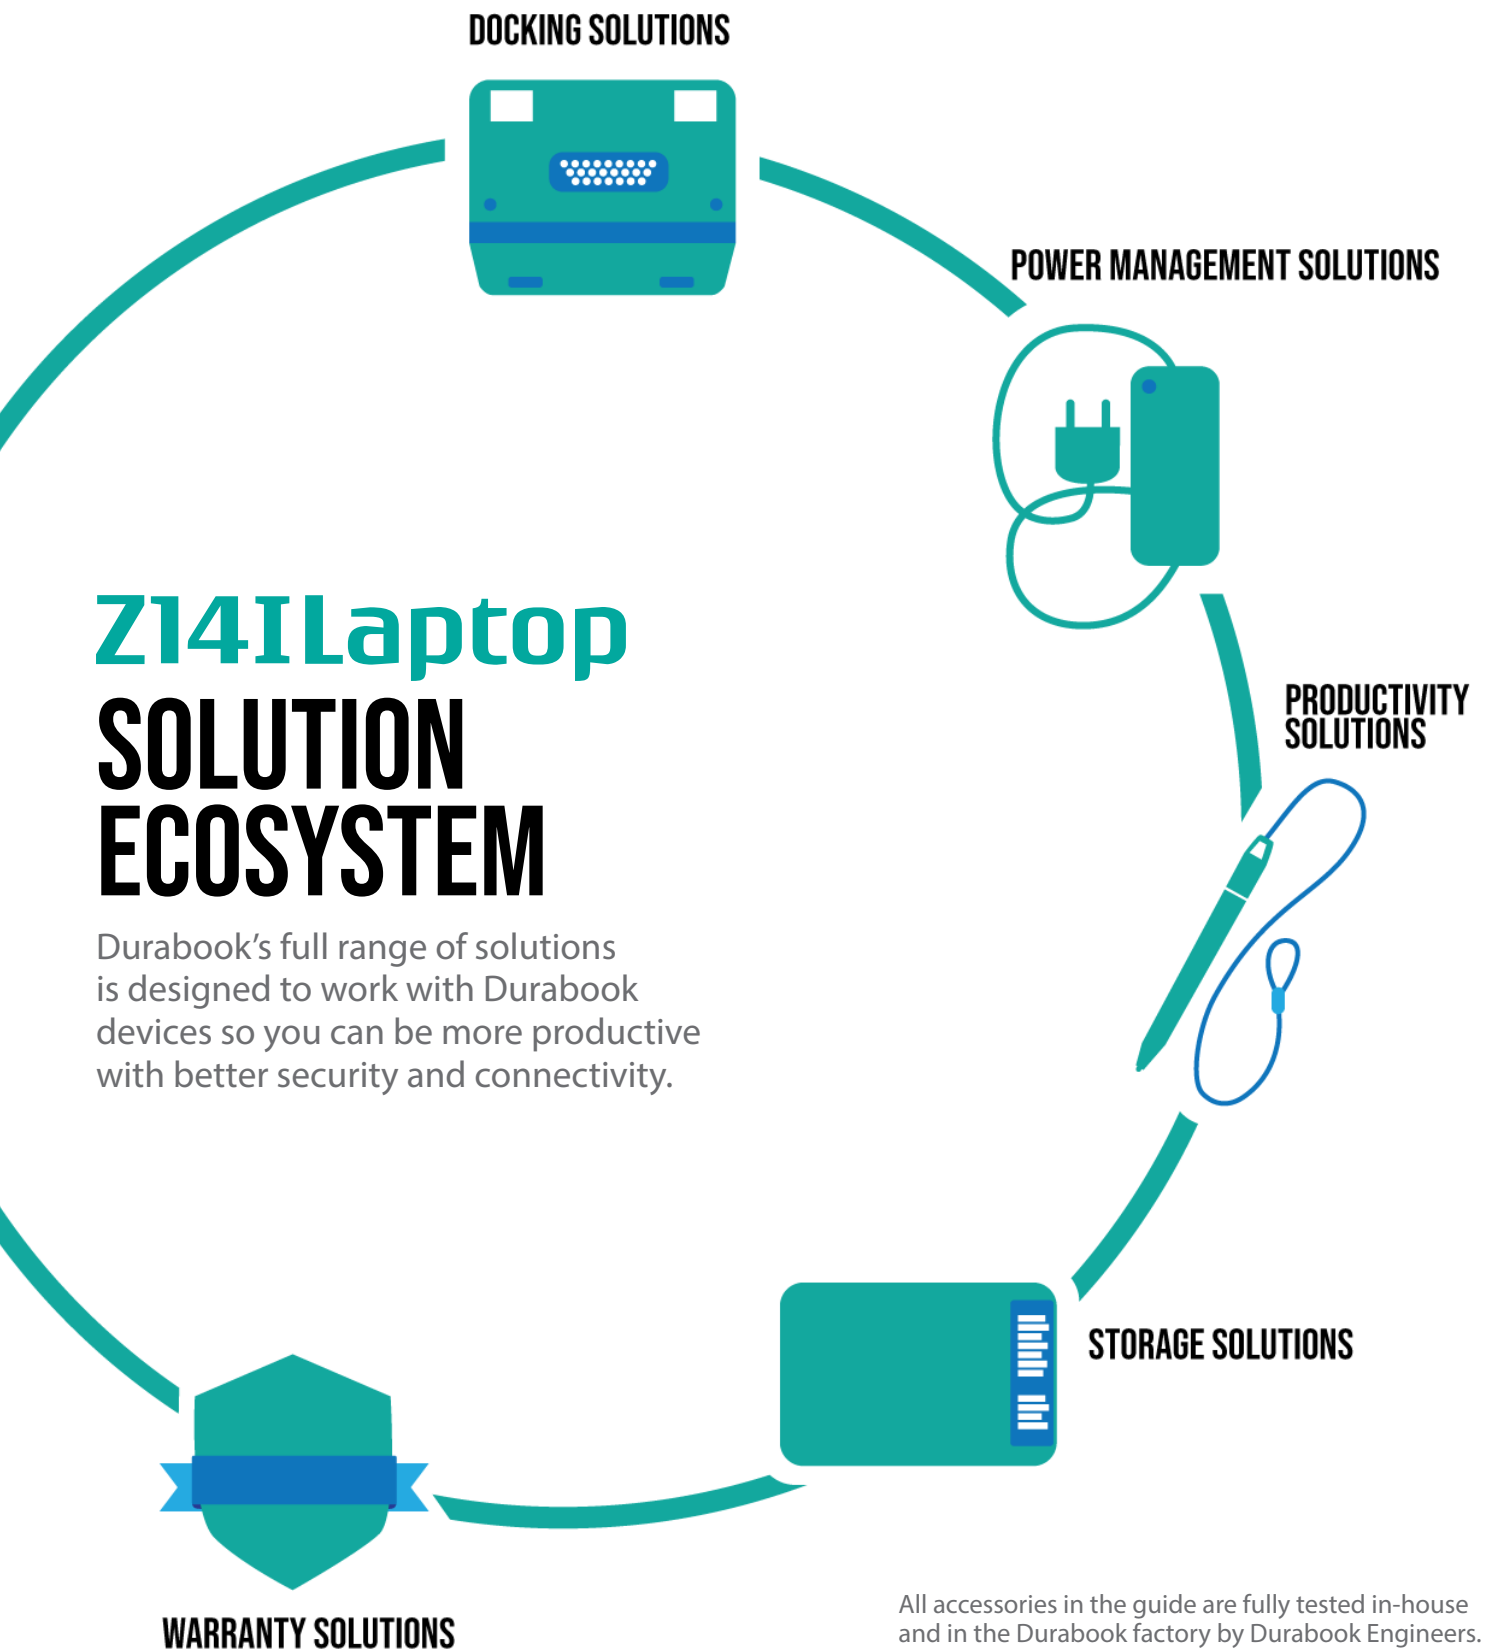 DOCKING SOLUTIONS
POWER MANAGEMENT SOLUTIONS
Z14I Laptop
SOLUTION
ECOSYSTEM
PRODUCTIVITY
SOLUTIONS
Durabook’s full range of solutions
is designed to work with Durabook
devices so you can be more productive
with better security and connectivity.
STORAGE SOLUTIONS
WARRANTY SOLUTIONS
All accessories in the guide are fully tested in-house
and in the Durabook factory by Durabook Engineers.